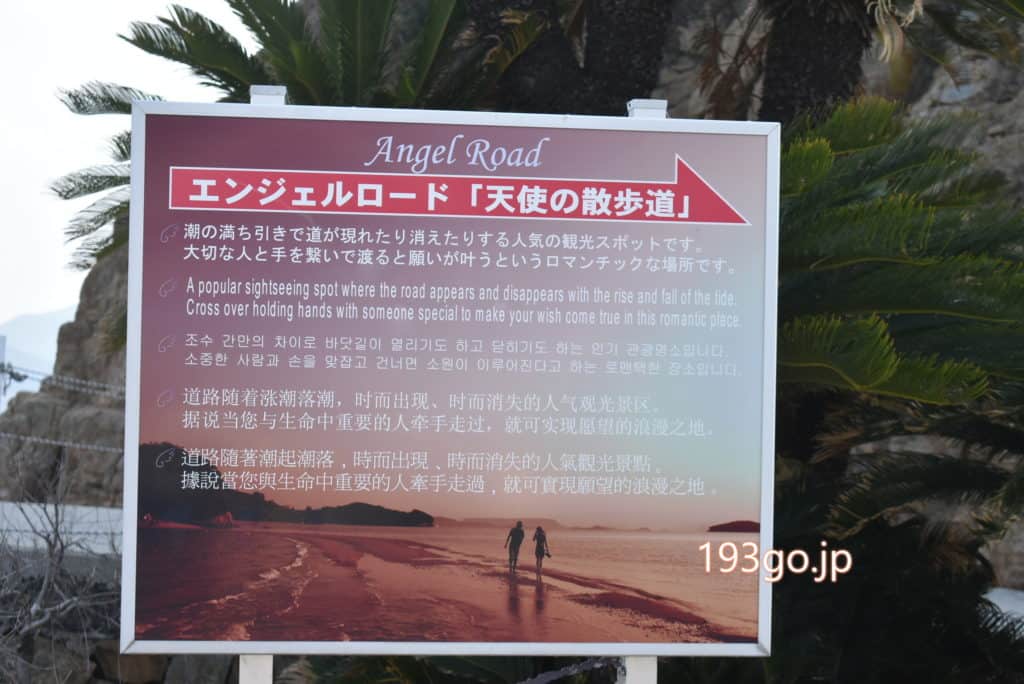 Angel Road
エンジェルロード「天使の散歩道」
潮の満ち引きで道が現れたり消えたりする人気の観光スポットです。
大切な人と手を繋いで渡ると願いが叶うというロマンチックな場所です。
A popular sightseeing spot where the road appears and disappears with the rise and fall of the tide.
Cross over holding hands with someone special to make your wish come true in this romantic place.
조수 간만의 차이로 바닷길이 열리기도 하고 닫히기도 하는 인기 관광명소입니다.
소중한 사람과 손을 맞잡고 건너면 소원이 이루어진다고 하는 로맨택한 장소입니다.
道路随着涨潮落潮，时而出现、时而消失的人气观光景区。
据说当您与生命中重要的人牵手走过，就可实现愿望的浪漫之地。
道路隨著潮起潮落，時而出現、時而消失的人氣觀光景點。
據說當您與生命中重要的人牽手走過，就可實現願望的浪漫之地。
193go.jp